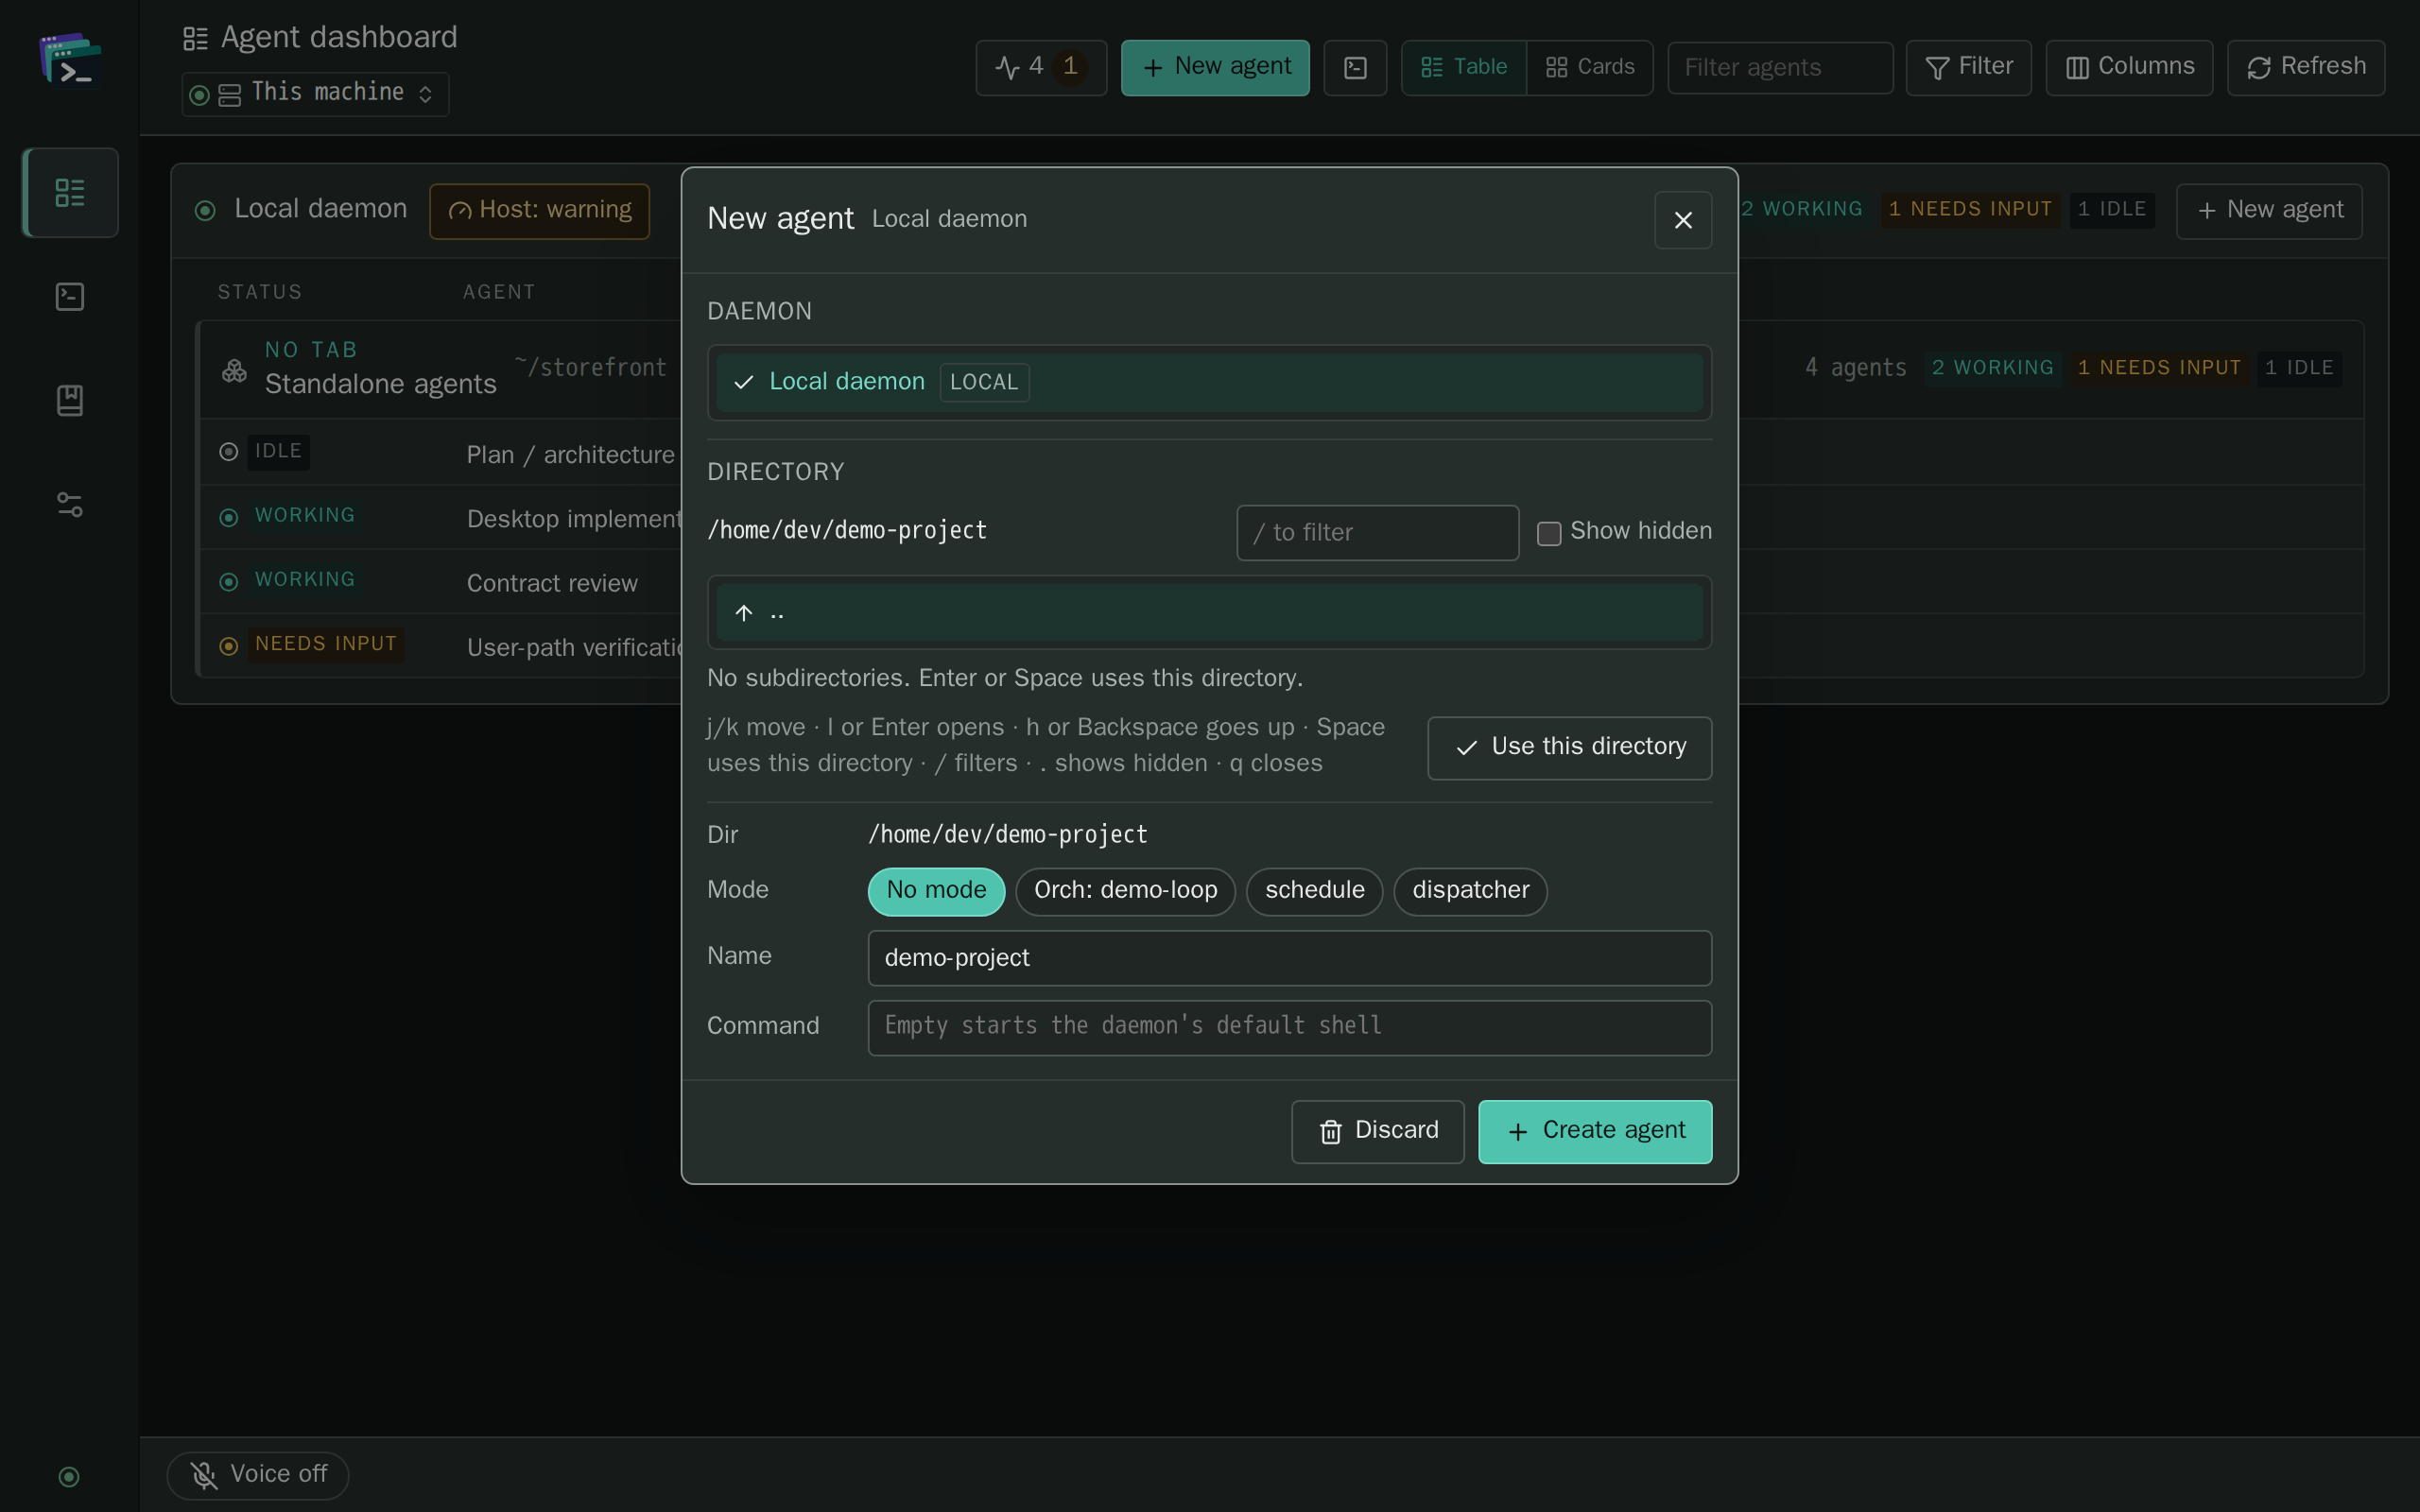 Agent dashboard
This machine
4 1
New agent
Table
Cards
Filter agents
Filter
Columns
Refresh
Local daemon
Host: warning
2 WORKING
1 NEEDS INPUT
1 IDLE
New agent
STATUS
AGENT
NO TAB
Standalone agents
~/storefront
4 agents
2 WORKING
1 NEEDS INPUT
1 IDLE
IDLE
Plan / architecture
WORKING
Desktop implement
WORKING
Contract review
NEEDS INPUT
User-path verificatio
New agent Local daemon
DAEMON
Local daemon LOCAL
DIRECTORY
/home/dev/demo-project
/ to filter
Show hidden
..
No subdirectories. Enter or Space uses this directory.
j/k move · l or Enter opens · h or Backspace goes up · Space
uses this directory · / filters · . shows hidden · q closes
Use this directory
Dir /home/dev/demo-project
Mode No mode Orch: demo-loop schedule dispatcher
Name demo-project
Command Empty starts the daemon's default shell
Discard
Create agent
Voice off